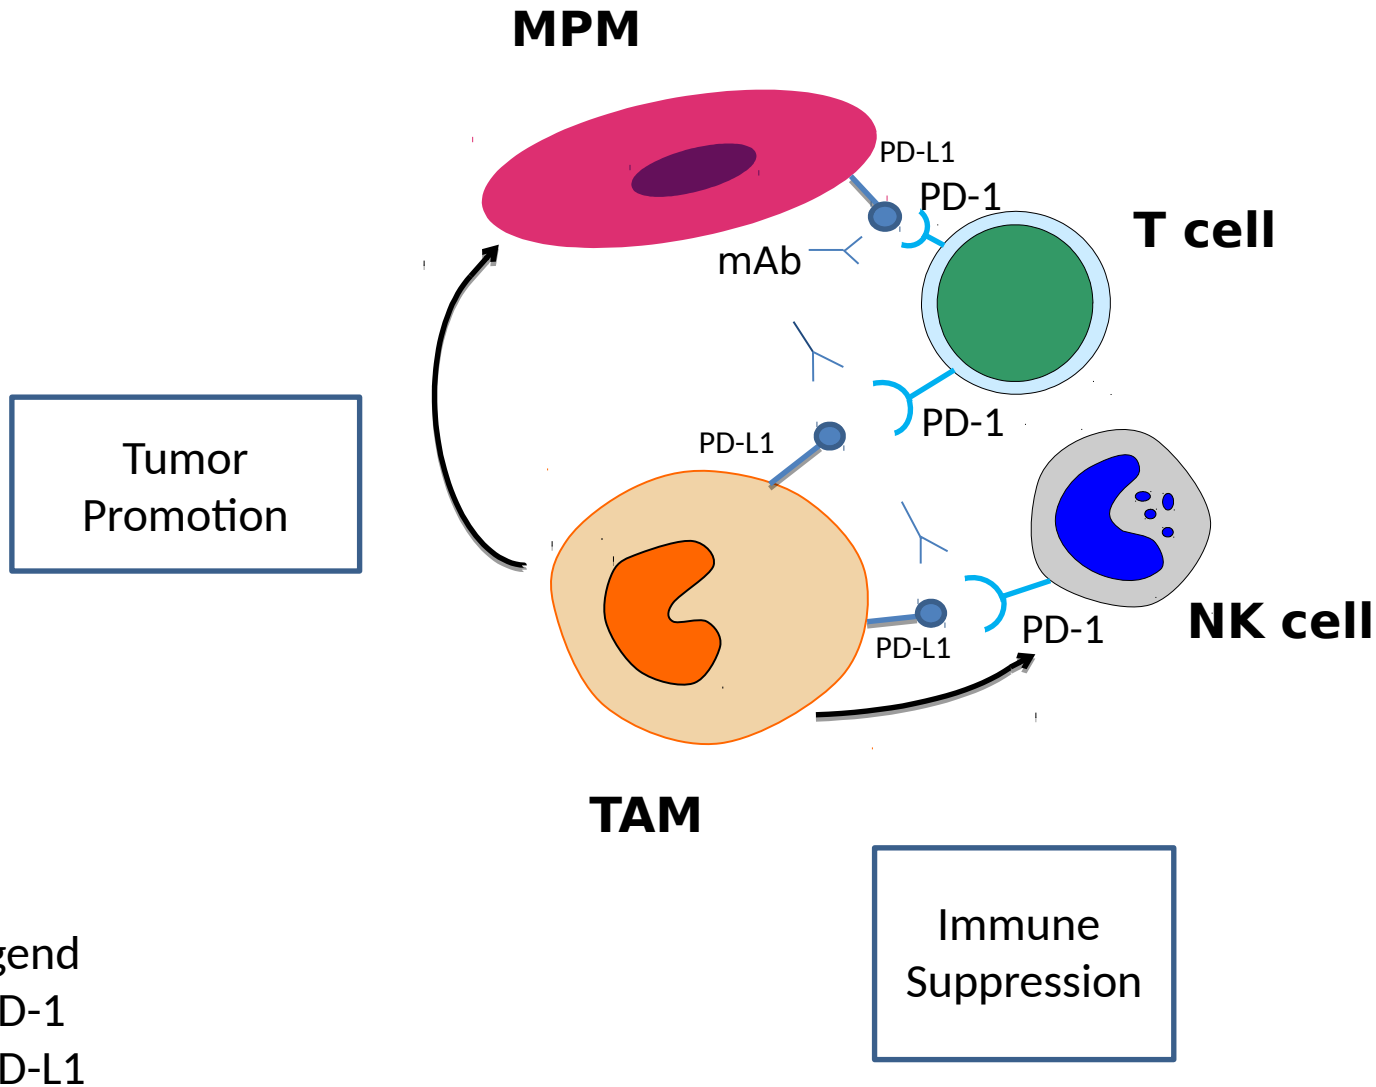 MPM
PD-L1
PD-1
T cell
mAb
PD-1
PD-L1
Tumor
Promotion
PD-L1
PD-1
NK cell
TAM
Immune
Suppression
gend
D-1
D-L1